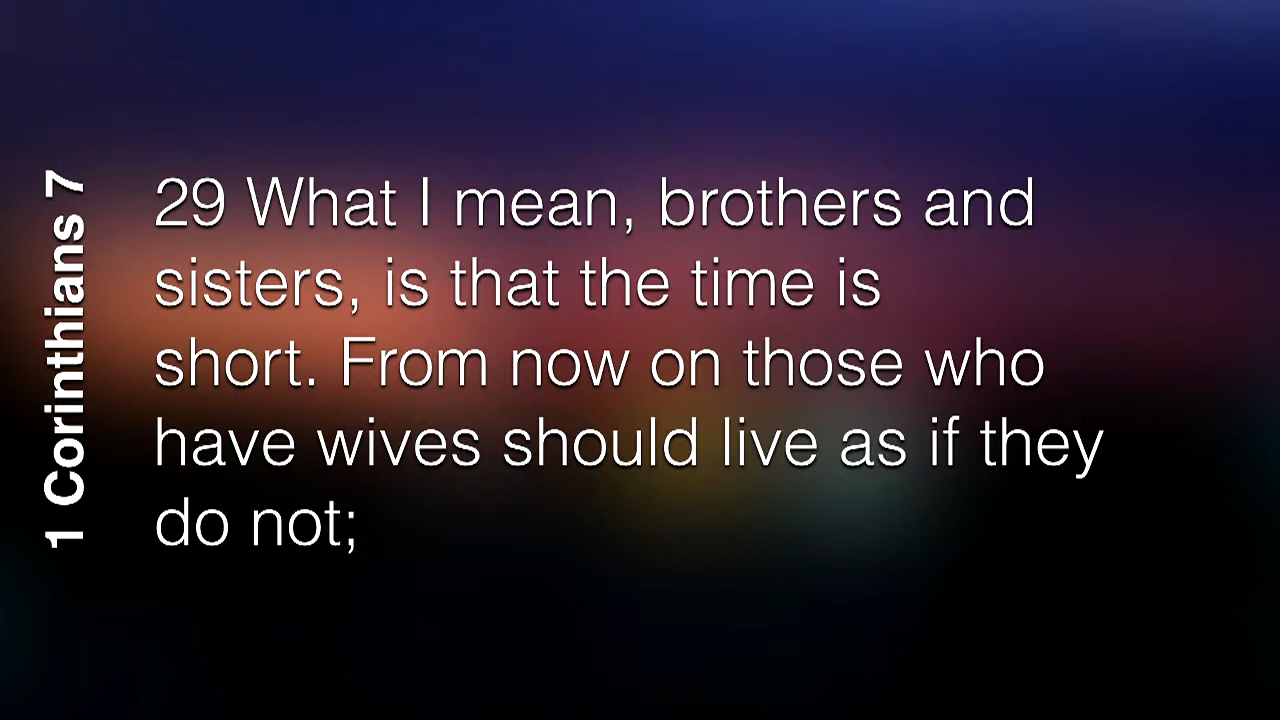 1 Corinthians 7
29 What I mean, brothers and
sisters, is that the time is
short. From now on those who
have wives should live as if they
do not;